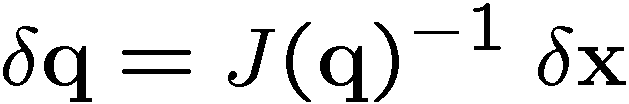 δq = J(q)⁻¹ δx